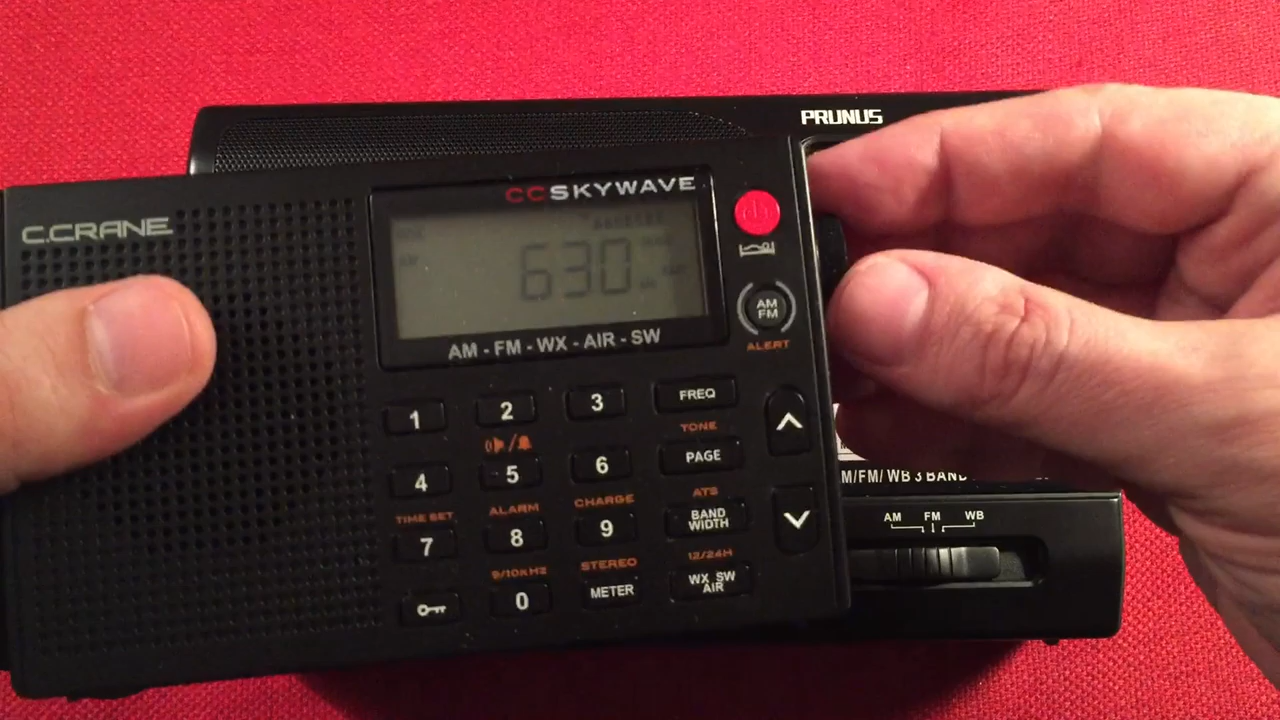 PRUNUS
C.CRANE
CCSKYWAVE
630
AM - FM - WX - AIR - SW
AM
FM
ALERT
1
2
3
FREQ
TONE
4
5
6
PAGE
TIME SET
ALARM
CHARGE
ATS
7
8
9
BAND
WIDTH
9/10KHZ
STEREO
12/24H
0
METER
WX SW
AIR
M/FM/ WB 3 BAND
AM FM WB